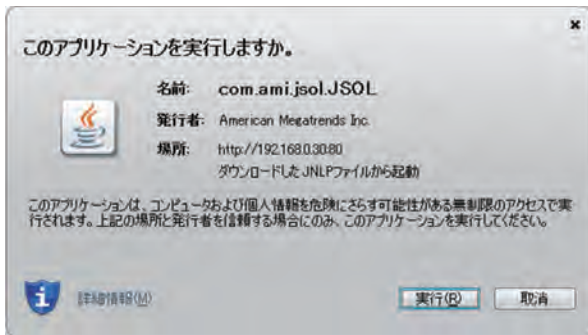 このアプリケーションを実行しますか。
名前: com.ami.jsol.JSOL
発行者: American Megatrends Inc.
場所: http://192.168.0.30:80
ダウンロードしたJNLPファイルから起動
このアプリケーションは、コンピュータおよび個人情報を危険にさらす可能性がある無制限のアクセスで実
行されます。上記の場所と発行者を信頼する場合にのみ、このアプリケーションを実行してください。
詳細情報(M)
実行(R)
取消